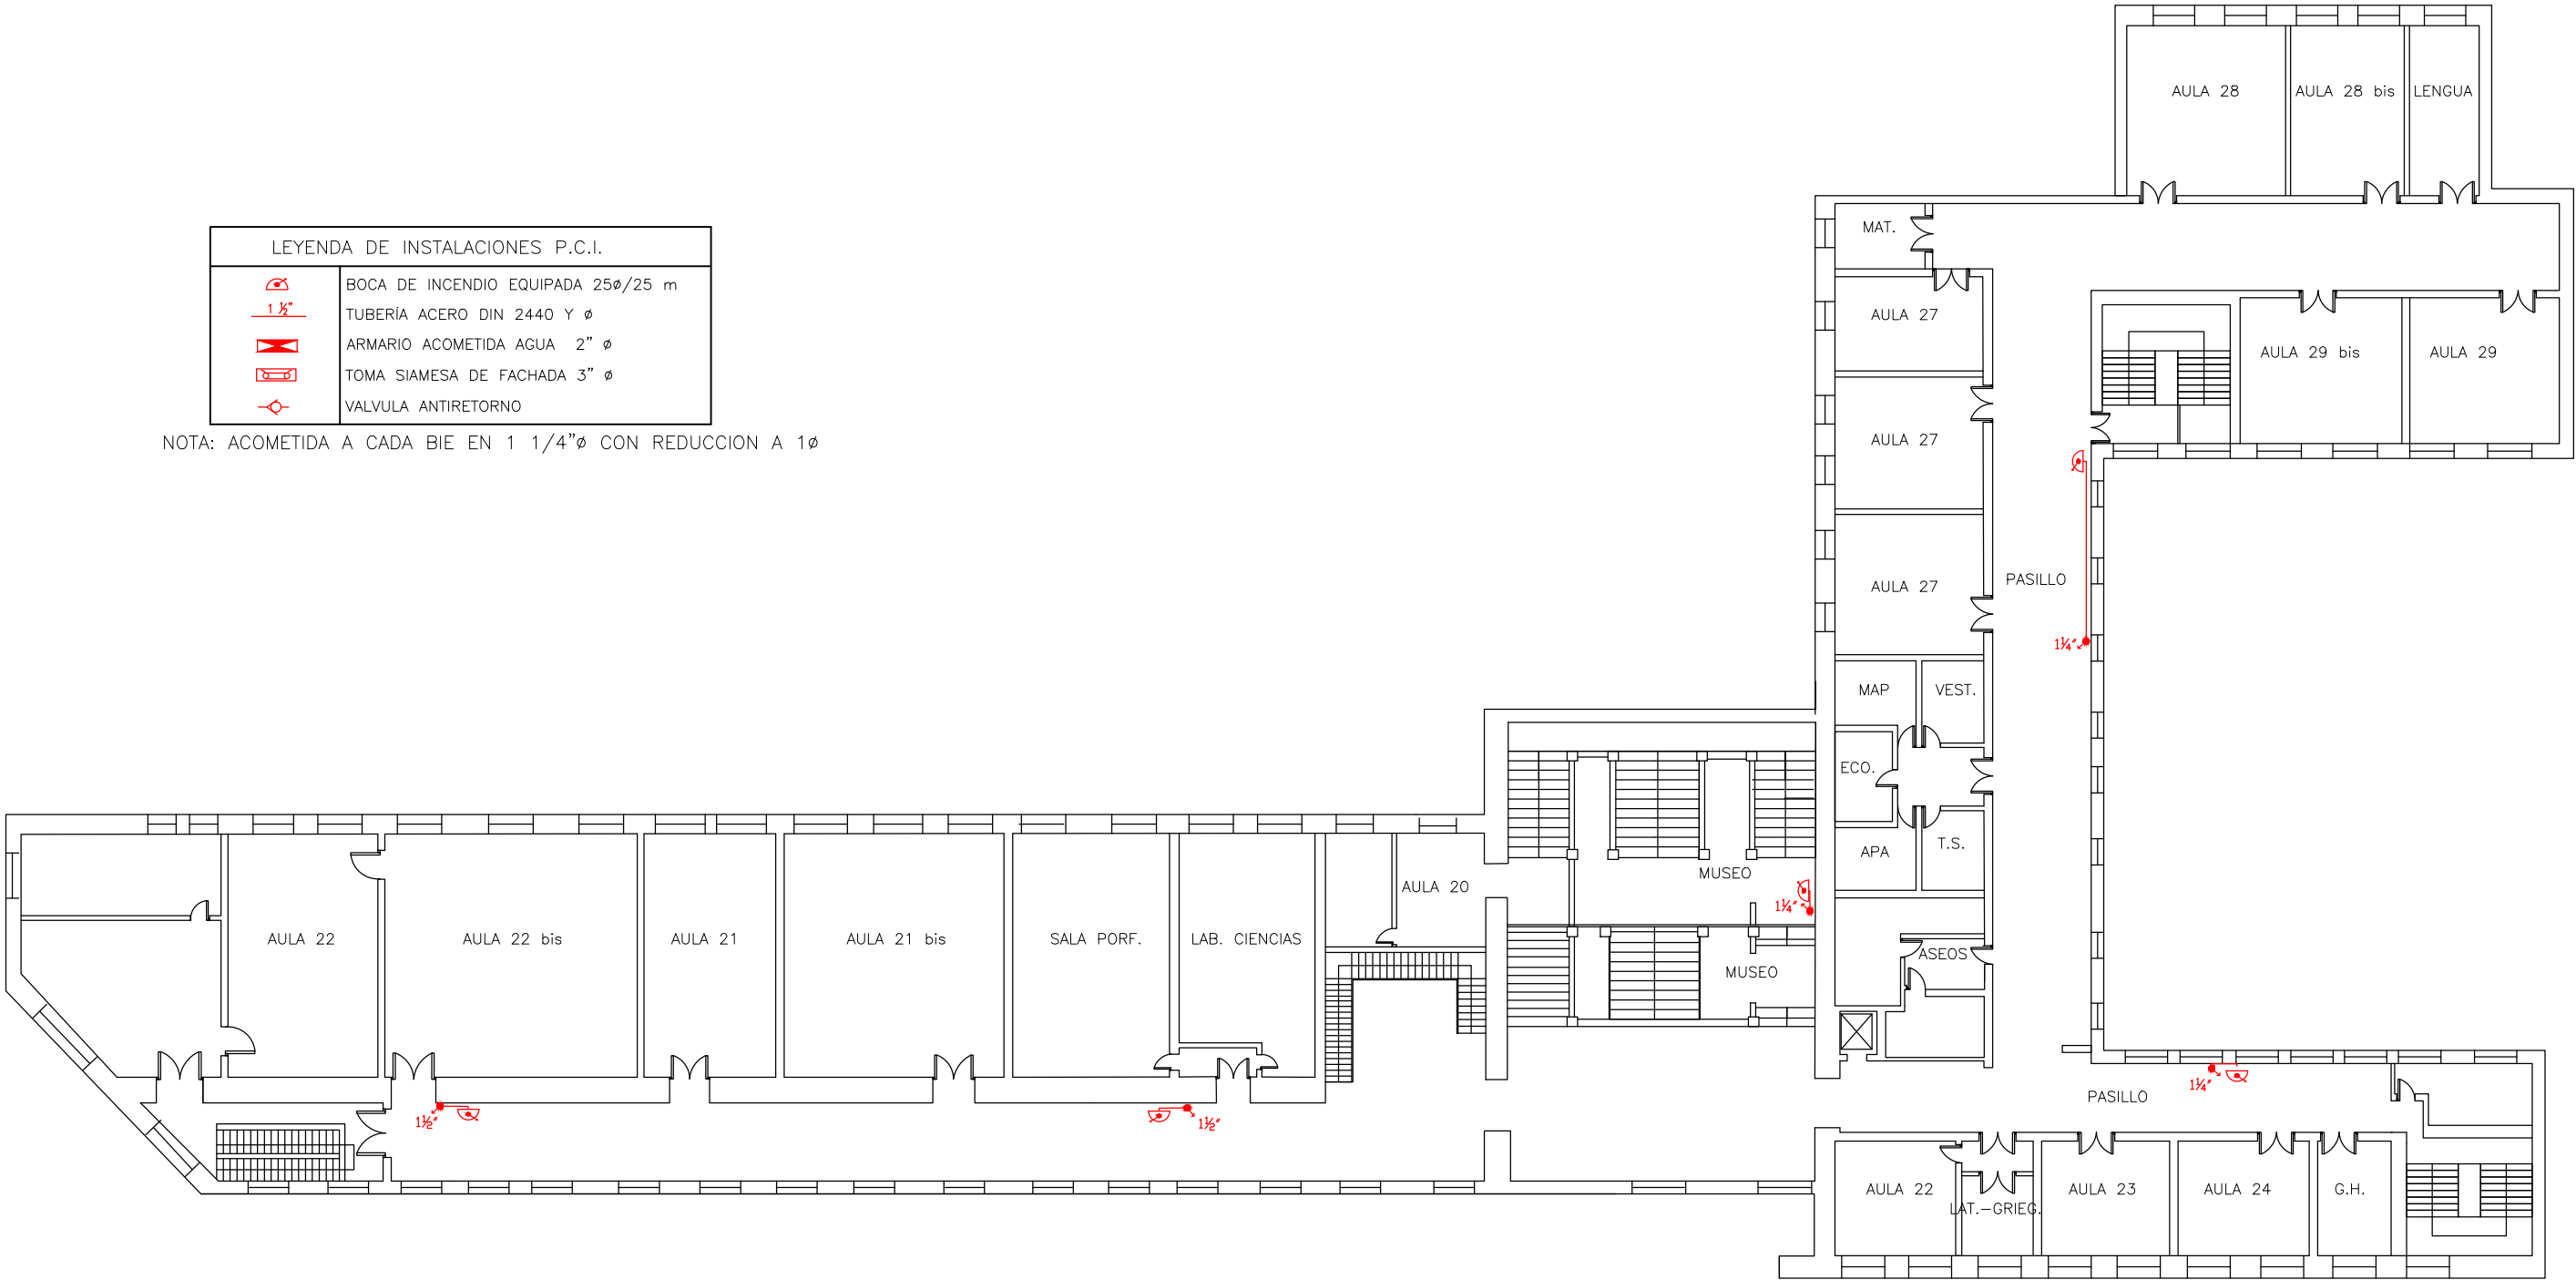 AULA 28
AULA 28 bis
LENGUA
MAT.
LEYENDA DE INSTALACIONES P.C.I.
BOCA DE INCENDIO EQUIPADA 25ø/25 m
1 ½"
TUBERÍA ACERO DIN 2440 Y ø
ARMARIO ACOMETIDA AGUA 2" ø
TOMA SIAMESA DE FACHADA 3" ø
VALVULA ANTIRETORNO
NOTA: ACOMETIDA A CADA BIE EN 1 1/4"ø CON REDUCCION A 1ø
AULA 27
AULA 29 bis
AULA 29
AULA 27
AULA 27
PASILLO
1¼"
MAP
VEST.
ECO.
APA
T.S.
MUSEO
AULA 20
1¼"
AULA 22
AULA 22 bis
AULA 21
AULA 21 bis
SALA PORF.
LAB. CIENCIAS
ASEOS
MUSEO
1¼"
PASILLO
1½"
1½"
AULA 22
LAT.-GRIEG.
AULA 23
AULA 24
G.H.